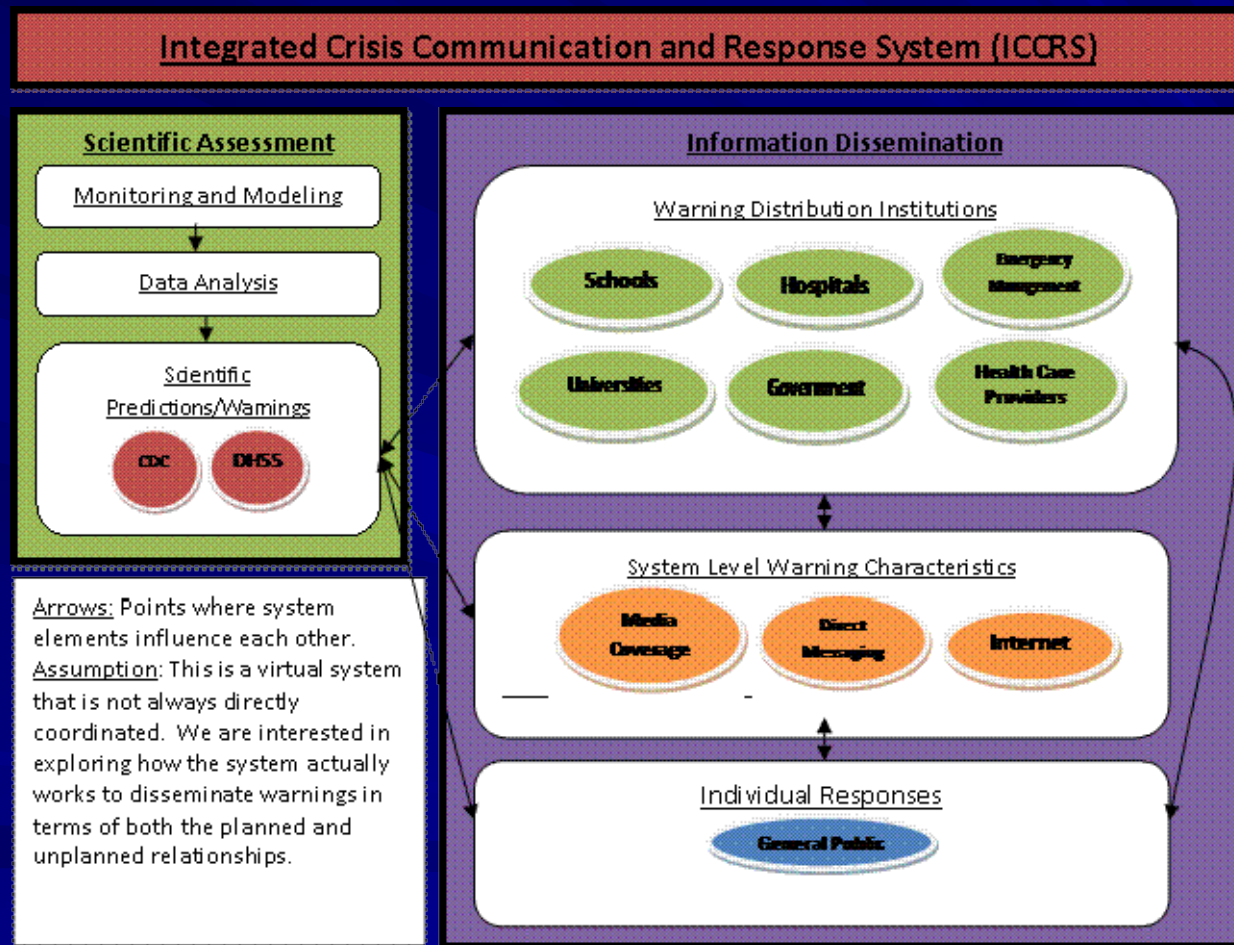 Integrated Crisis Communication and Response System (ICCRS)
Scientific Assessment
Monitoring and Modeling
Data Analysis
Scientific
Predictions/Warnings
CDC
DHSS
Arrows: Points where system
elements influence each other.
Assumption: This is a virtual system
that is not always directly
coordinated. We are interested in
exploring how the system actually
works to disseminate warnings in
terms of both the planned and
unplanned relationships.
Information Dissemination
Warning Distribution Institutions
Schools
Hospitals
Emergency
Mangement
Universities
Government
Health Care
Providers
System Level Warning Characteristics
Media
Coverage
Direct
Messaging
Internet
Individual Responses
General Public